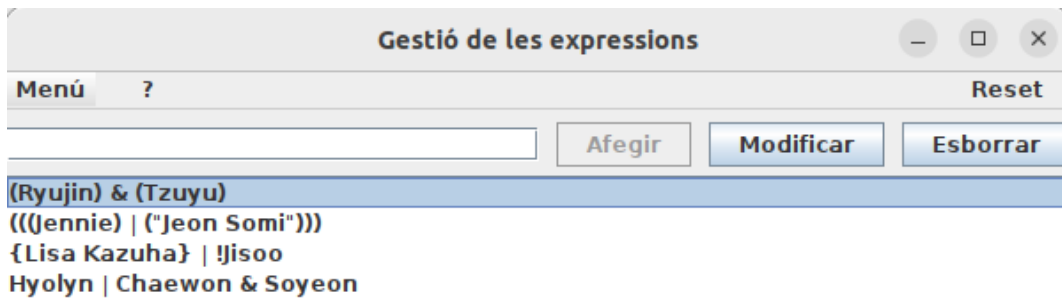 Gestió de les expressions
Menú ? Reset
Afegir Modificar Esborrar
(Ryujin) & (Tzuyu)
(((Jennie) | ("Jeon Somi")))
{Lisa Kazuha} | !Jisoo
Hyolyn | Chaewon & Soyeon